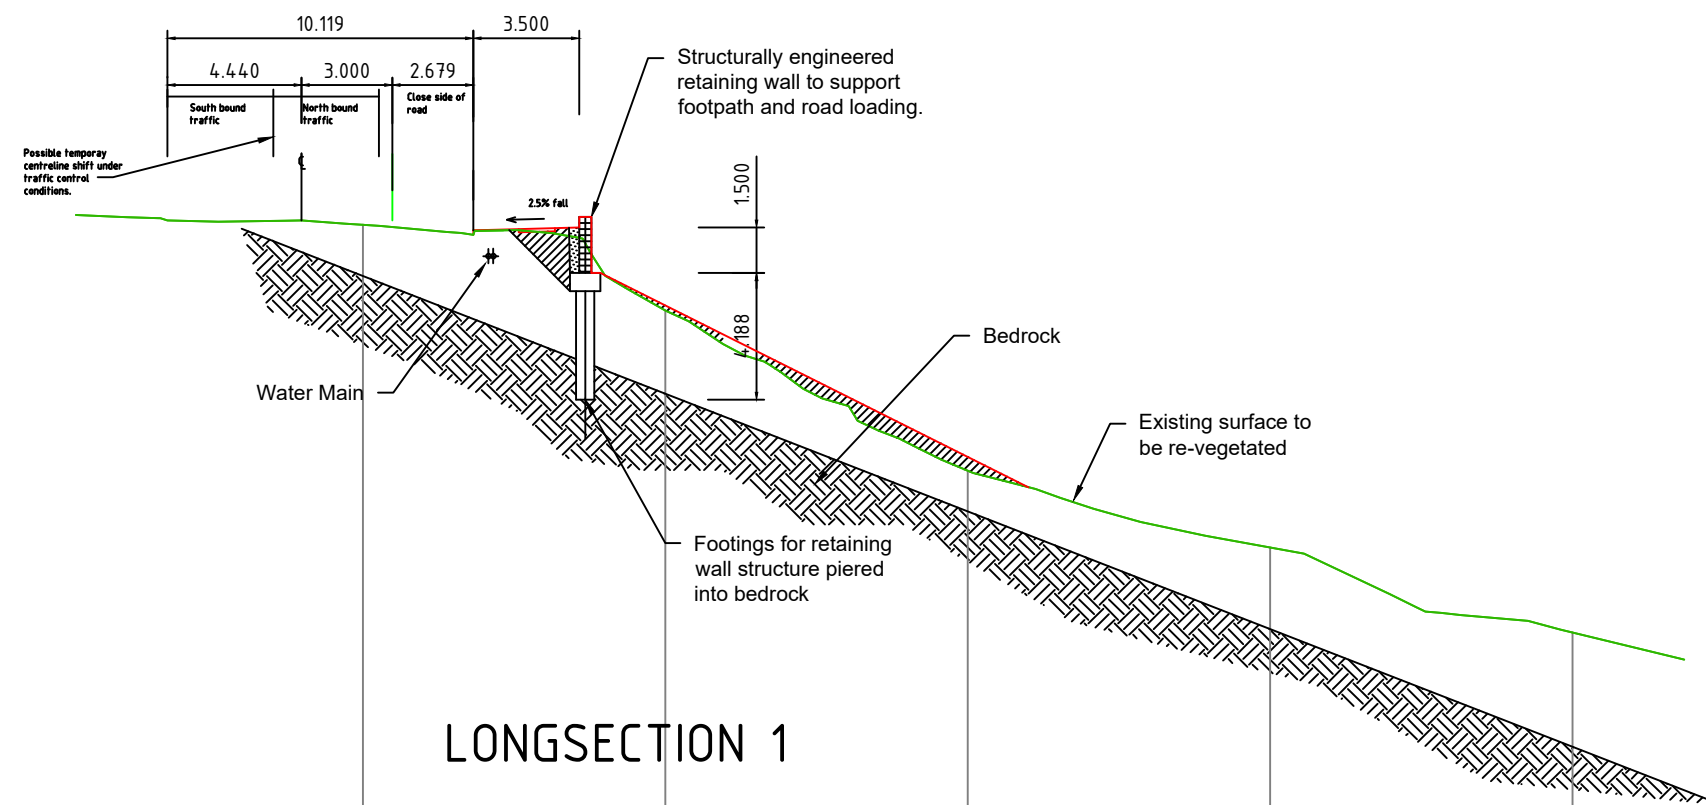 10.119
3.500
4.440
3.000
2.679
South bound
traffic
North bound
traffic
Close side of
road
Possible temporay
centreline shift under
traffic control
conditions.
Structurally engineered
retaining wall to support
footpath and road loading.
2.5% fall
1.500
4.188
Water Main
Bedrock
Existing surface to
be re-vegetated
Footings for retaining
wall structure piered
into bedrock
LONGSECTION 1